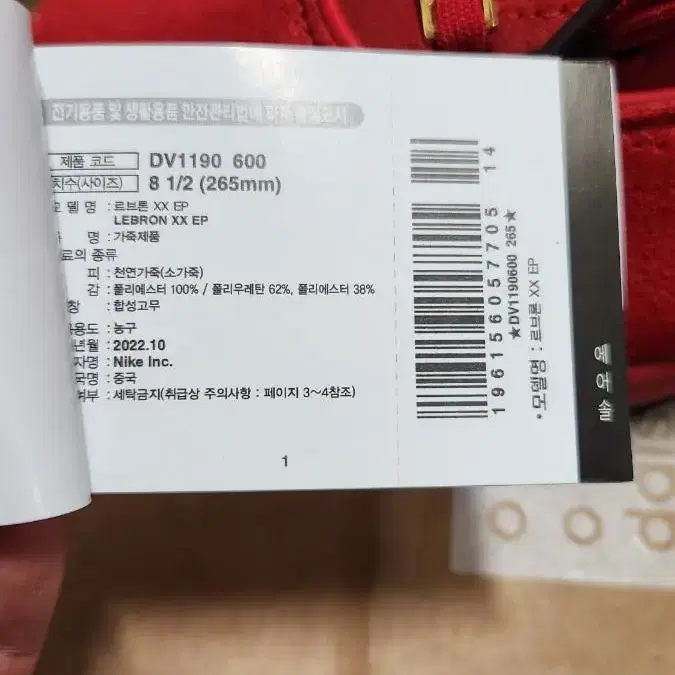 전기용품 및 생활용품 안전관리법에
제품 코드 DV1190 600
치수(사이즈) 8 1/2 (265mm)
모 델 명 : 르브론 XX EP
LEBRON XX EP
명 : 가죽제품
료의 종류
피 : 천연가죽(소가죽)
감 : 폴리에스터 100% / 폴리우레탄 62%, 폴리에스터 38%
창 : 합성고무
용도 : 농구
년월 : 2022.10
자명 : Nike Inc.
국명 : 중국
여부 : 세탁금지(취급상 주의사항 : 페이지 3~4참조)
1
19615605770514
★DV1190600 265★
• 모델명 : 르브론 XX EP
에어솔